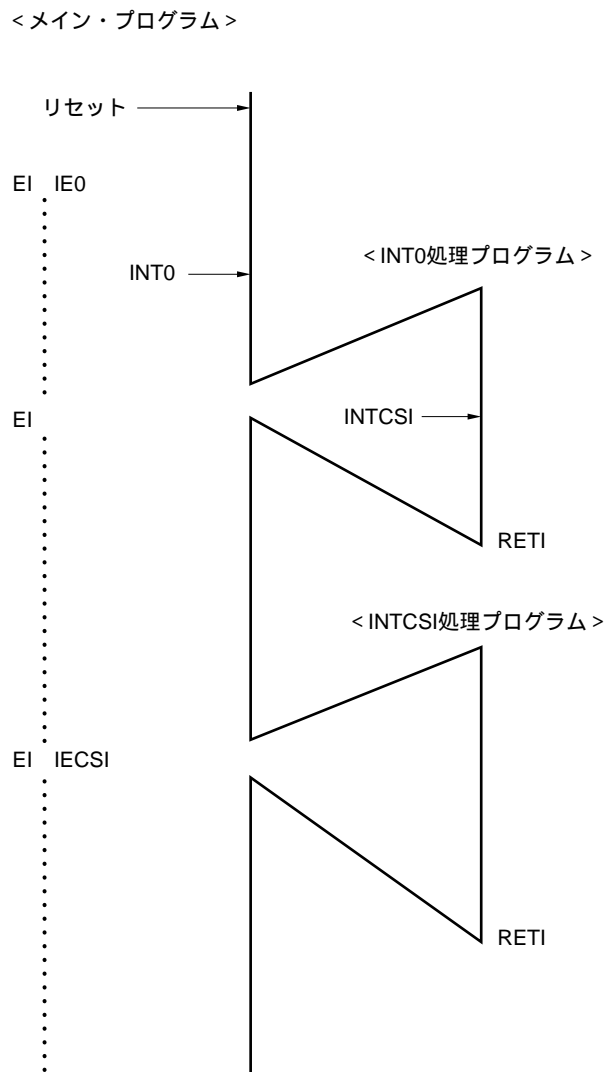 <メイン・プログラム>
リセット
EI IE0
<INT0処理プログラム>
INT0
EI
INTCSI
RETI
<INTCSI処理プログラム>
EI IECSI
RETI